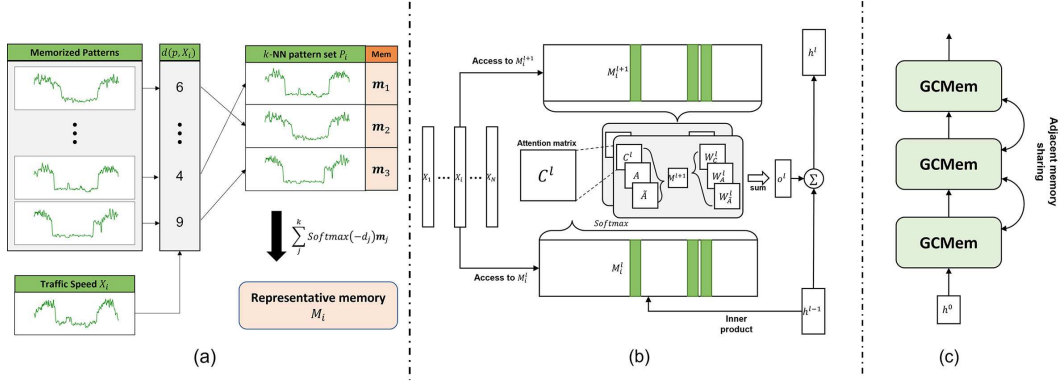 Memorized Patterns
d(p, X_i)
6
4
9
Traffic Speed X_i
k-NN pattern set P_i
Mem
m_1
m_2
m_3
∑_j^k Softmax(−d_j)m_j
Representative memory
M_i
(a)
X_1 ⋯ X_i ⋯ X_N
Access to M_i^{l+1}
M_i^{l+1}
Attention matrix
C^l
C^l
A
Ã
M^{l+1}
W_C^l
W_A^l
W_Ã^l
Softmax
sum
o^l
∑
h^l
Access to M_i^l
M_i^l
Inner
product
h^{l−1}
(b)
GCMem
GCMem
GCMem
Adjacent memory
sharing
h^0
(c)